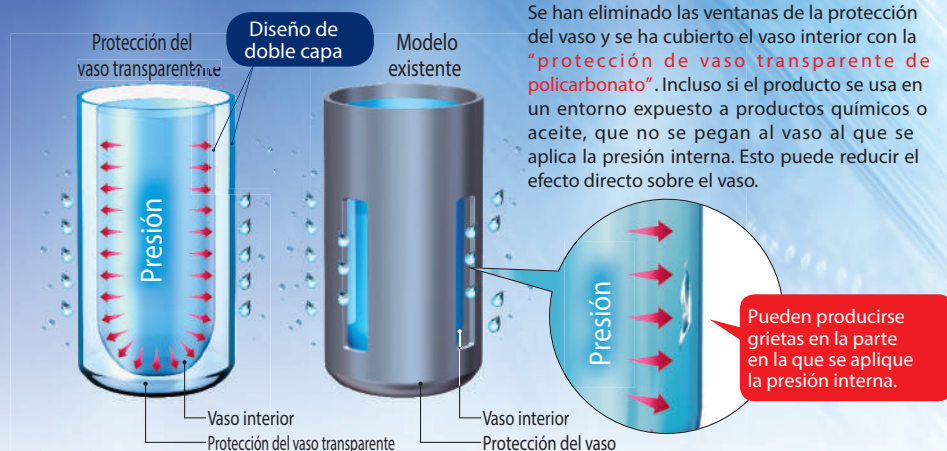 Protección del
vaso transparente
Diseño de
doble capa
Modelo
existente
Se han eliminado las ventanas de la protección
del vaso y se ha cubierto el vaso interior con la
“protección de vaso transparente de
policarbonato”. Incluso si el producto se usa en
un entorno expuesto a productos químicos o
aceite, que no se pegan al vaso al que se
aplica la presión interna. Esto puede reducir el
efecto directo sobre el vaso.
Presión
Presión
Pueden producirse
grietas en la parte
en la que se aplique
la presión interna.
Vaso interior
Protección del vaso transparente
Vaso interior
Protección del vaso